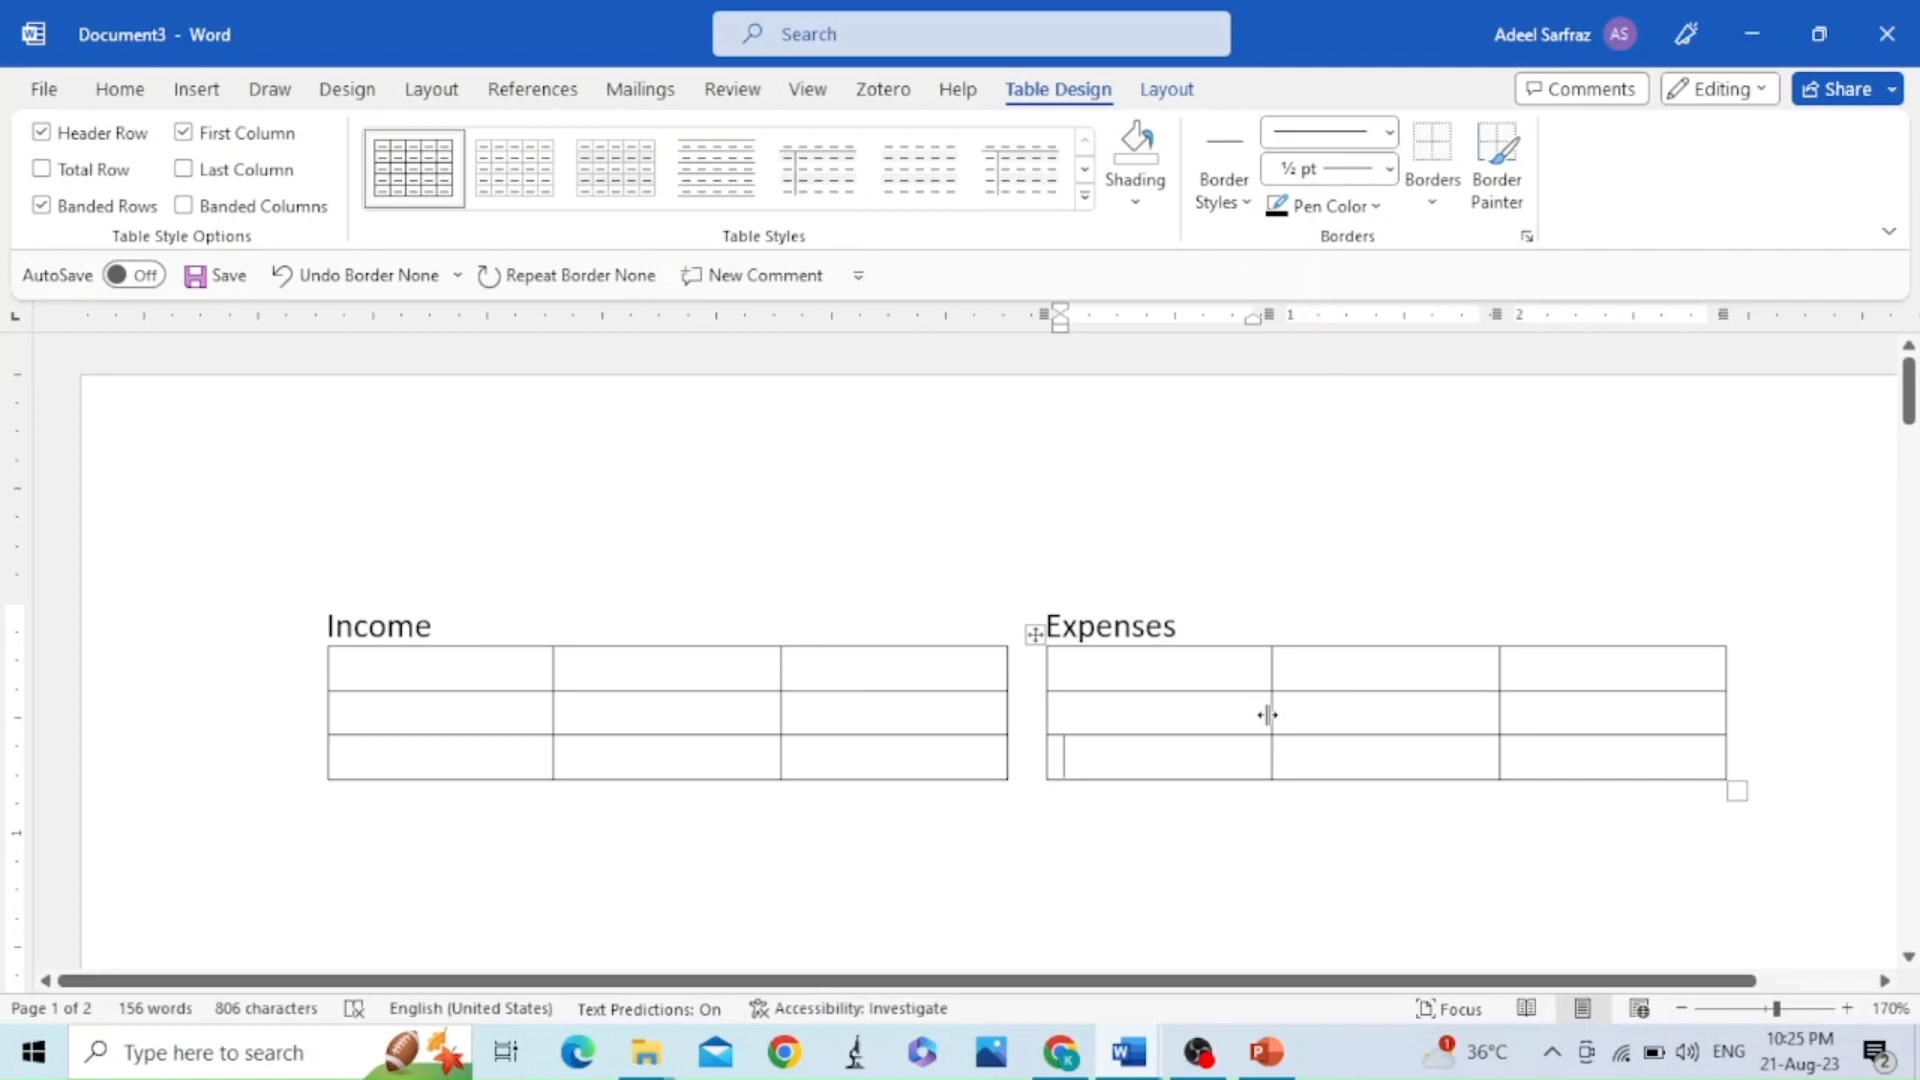 Document3 - Word
Search
Adeel Sarfraz AS
File Home Insert Draw Design Layout References Mailings Review View Zotero Help Table Design Layout
Comments Editing Share
Header Row First Column
Total Row Last Column
Banded Rows Banded Columns
Table Style Options
Table Styles
Shading
Border Styles
½ pt
Pen Color
Borders
Border Painter
Borders
AutoSave Off Save Undo Border None Repeat Border None New Comment
1 2
Income Expenses
1
Page 1 of 2 156 words 806 characters English (United States) Text Predictions: On Accessibility: Investigate Focus 170%
Type here to search
1 36°C ENG 10:25 PM
21-Aug-23 2